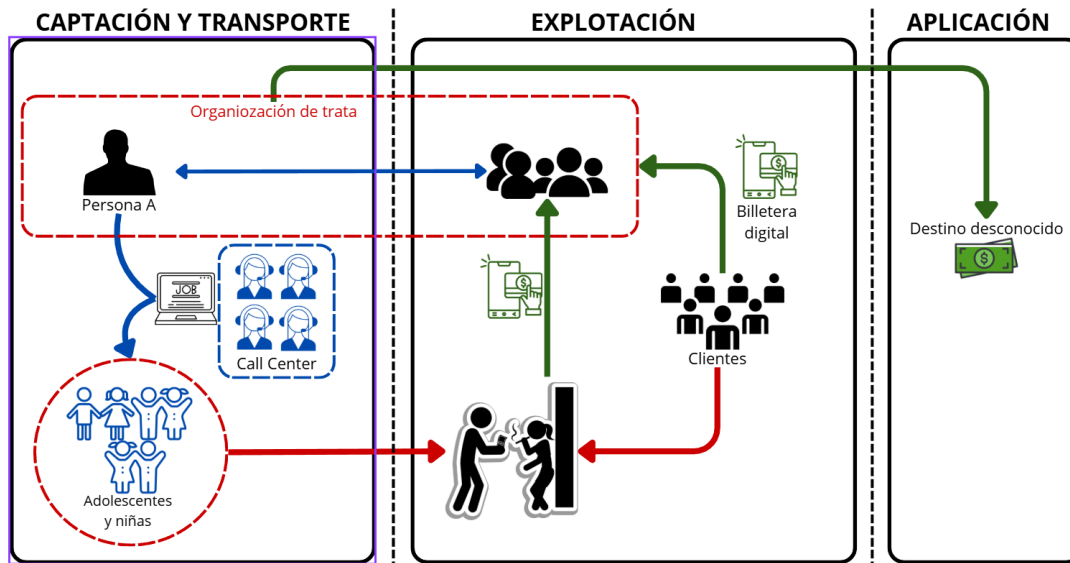 CAPTACIÓN Y TRANSPORTE
EXPLOTACIÓN
APLICACIÓN
Organiozación de trata
Persona A
JOB
Call Center
Adolescentes
y niñas
Billetera
digital
Clientes
Destino desconocido